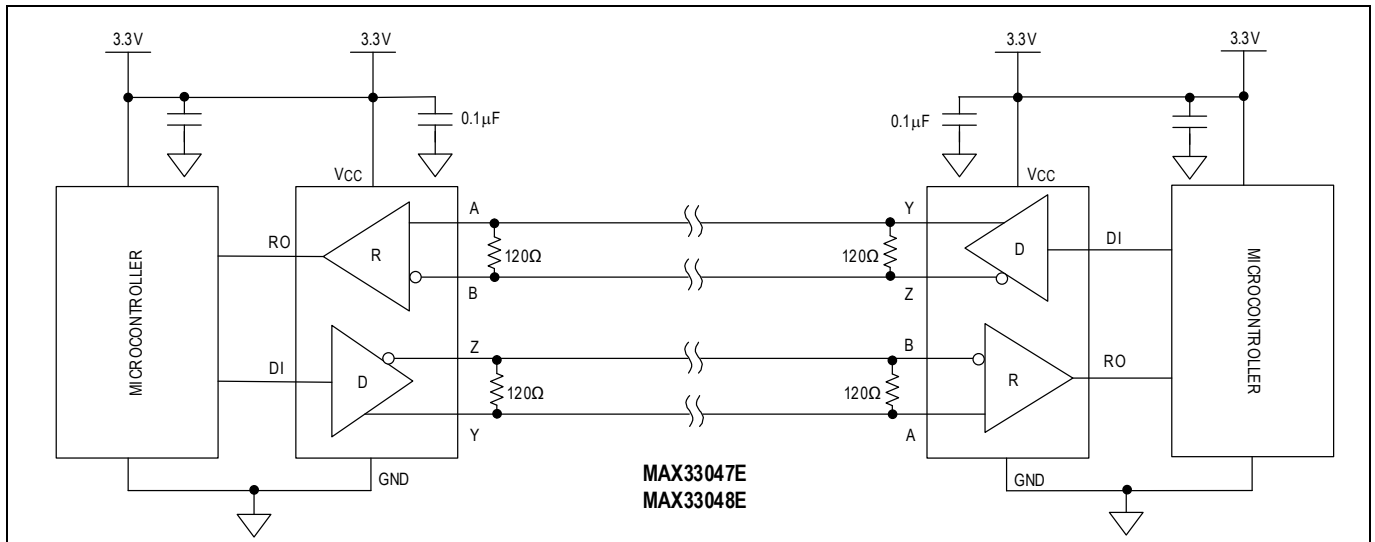 3.3V 3.3V 3.3V 3.3V
0.1μF 0.1μF
VCC VCC
A Y
RO DI
R 120Ω 120Ω D
B Z
MICROCONTROLLER MICROCONTROLLER
Z B
DI RO
D 120Ω 120Ω R
Y A
GND GND
MAX33047E
MAX33048E